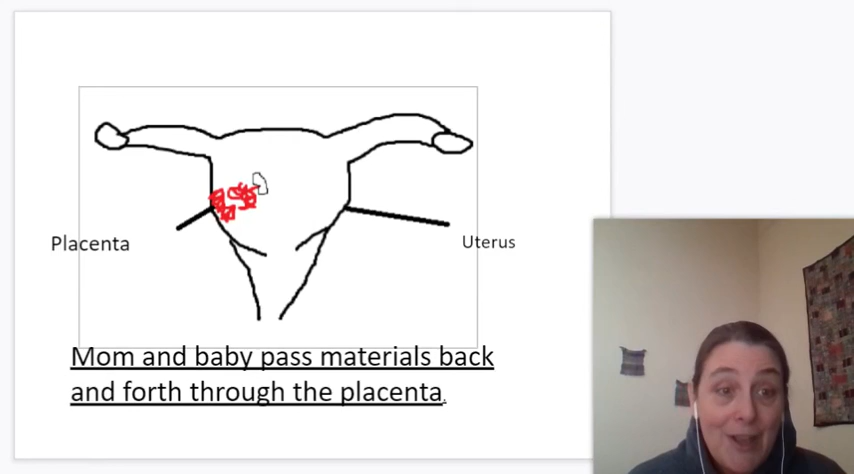 Placenta
Uterus
Mom and baby pass materials back
and forth through the placenta.